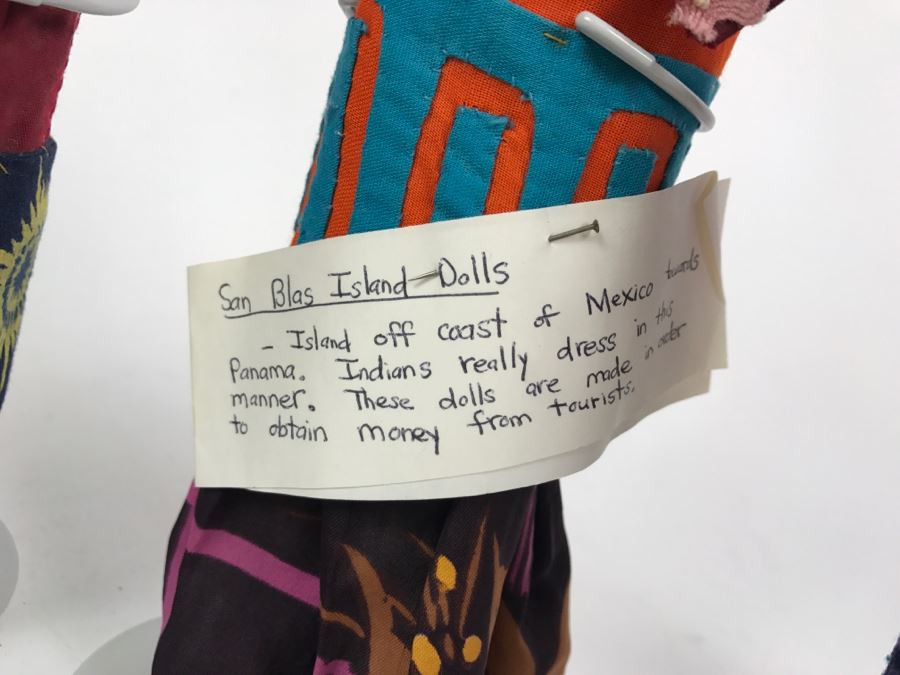 San Blas Island Dolls
- Island off coast of Mexico towards
Panama. Indians really dress in this
manner. These dolls are made in order
to obtain money from tourists.